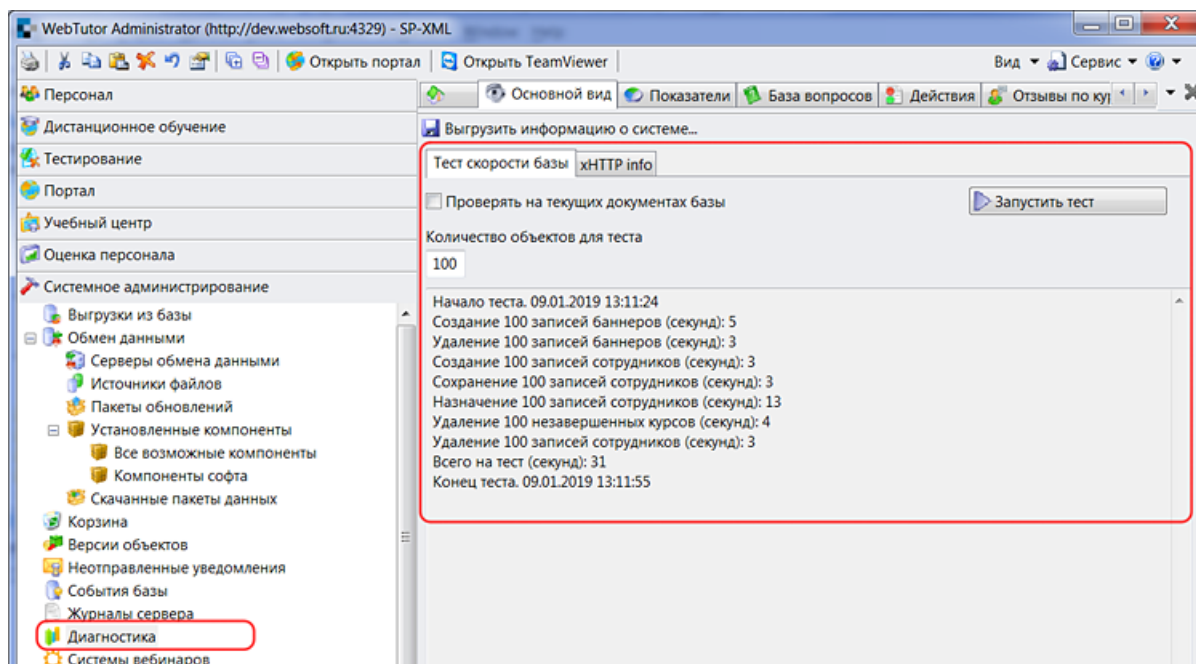 WebTutor Administrator (http://dev.websoft.ru:4329) - SP-XML
Открыть портал
Открыть TeamViewer
Вид
Сервис
Персонал
Дистанционное обучение
Тестирование
Портал
Учебный центр
Оценка персонала
Системное администрирование
Выгрузки из базы
Обмен данными
Серверы обмена данными
Источники файлов
Пакеты обновлений
Установленные компоненты
Все возможные компоненты
Компоненты софта
Скачанные пакеты данных
Корзина
Версии объектов
Неотправленные уведомления
События базы
Журналы сервера
Диагностика
Системы вебинаров
Основной вид
Показатели
База вопросов
Действия
Отзывы по кур
Выгрузить информацию о системе...
Тест скорости базы
xHTTP info
Проверять на текущих документах базы
Запустить тест
Количество объектов для теста
100
Начало теста. 09.01.2019 13:11:24
Создание 100 записей баннеров (секунд): 5
Удаление 100 записей баннеров (секунд): 3
Создание 100 записей сотрудников (секунд): 3
Сохранение 100 записей сотрудников (секунд): 3
Назначение 100 записей сотрудников (секунд): 13
Удаление 100 незавершенных курсов (секунд): 4
Удаление 100 записей сотрудников (секунд): 3
Всего на тест (секунд): 31
Конец теста. 09.01.2019 13:11:55